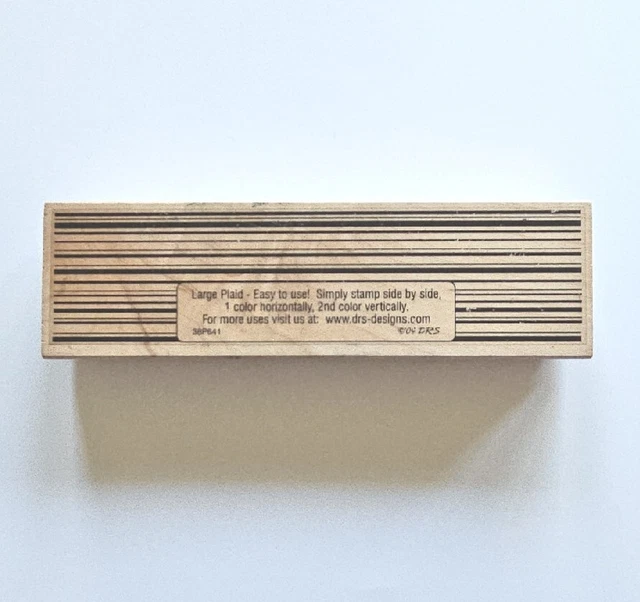 Large Plaid - Easy to use!  Simply stamp side by side,
1 color horizontally, 2nd color vertically.
For more uses visit us at:  www.drs-designs.com
38P641 ©'04 DRS